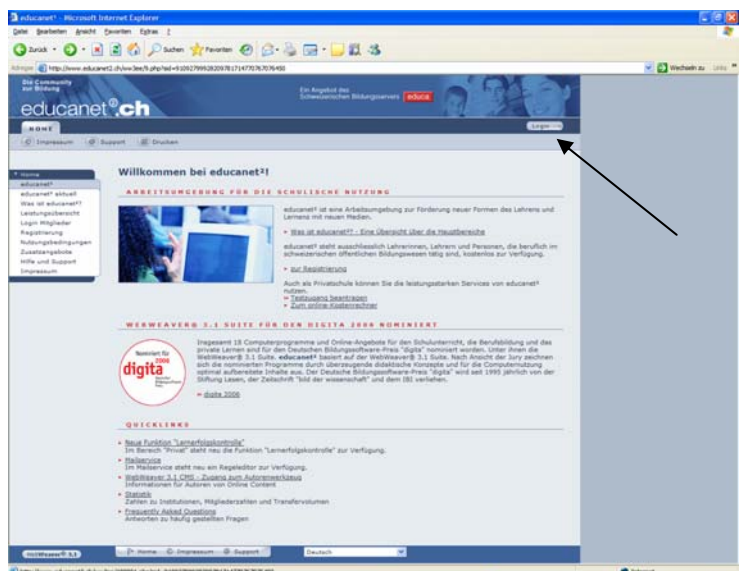 educanet² - Microsoft Internet Explorer
Datei Bearbeiten Ansicht Favoriten Extras ?
Zurück Suchen Favoriten
Adresse Wechseln zu Links
Die Community
zur Bildung
educanet².ch
Ein Angebot des
Schweizerischen Bildungsservers educa
HOME
Login
Impressum Support Drucken
Home
educanet²
educanet² aktuell
Was ist educanet²?
Leistungsübersicht
Login Mitglieder
Registrierung
Nutzungsbedingungen
Zusatzangebote
Hilfe und Support
Impressum
Willkommen bei educanet²!
ARBEITSUMGEBUNG FÜR DIE SCHULISCHE NUTZUNG
educanet² ist eine Arbeitsumgebung zur Förderung neuer Formen des Lehrens und
Lernens mit neuen Medien.
Was ist educanet²? - Eine Übersicht über die Hauptbereiche
educanet² steht ausschliesslich Lehrerinnen, Lehrern und Personen, die beruflich im
schweizerischen öffentlichen Bildungswesen tätig sind, kostenlos zur Verfügung.
zur Registrierung
Auch als Privatschule können Sie die leistungsstarken Services von educanet²
nutzen.
Testzugang beantragen
Zum online-Kostenrechner
WEBWEAVER® 3.1 SUITE FÜR DEN DIGITA 2006 NOMINIERT
Nominiert für
2006
digita
Insgesamt 18 Computerprogramme und Online-Angebote für den Schulunterricht, die Berufsbildung und das
private Lernen sind für den Deutschen Bildungssoftware-Preis "digita" nominiert worden. Unter ihnen die
WebWeaver® 3.1 Suite. educanet² basiert auf der WebWeaver® 3.1 Suite. Nach Ansicht der Jury zeichnen
sich die nominierten Programme durch überzeugende didaktische Konzepte und für die Computernutzung
optimal aufbereitete Inhalte aus. Der Deutsche Bildungssoftware-Preis "digita" wird seit 1995 jährlich von der
Stiftung Lesen, der Zeitschrift "bild der wissenschaft" und dem IBI verliehen.
digita 2006
QUICKLINKS
Neue Funktion "Lernerfolgskontrolle"
Im Bereich "Privat" steht neu die Funktion "Lernerfolgskontrolle" zur Verfügung.
Mailservice
Im Mailservice steht neu ein Regeleditor zur Verfügung.
WebWeaver 3.1 CMS - Zugang zum Autorenwerkzeug
Informationen für Autoren von Online Content
Statistik
Zahlen zu Institutionen, Mitgliederzahlen und Transfervolumen
Frequently Asked Questions
Antworten zu häufig gestellten Fragen
WebWeaver® 3.1 Home Impressum Support Deutsch
Internet